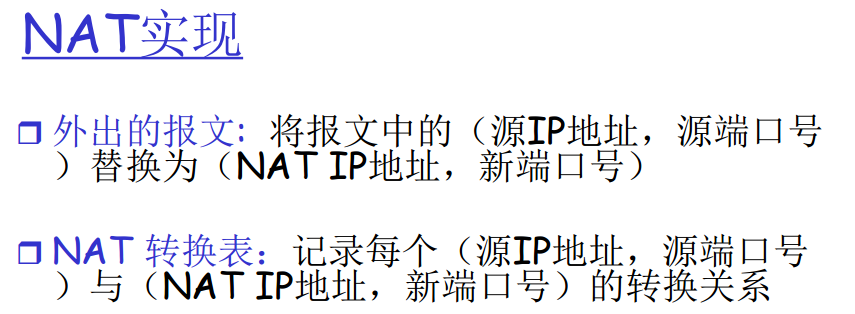 NAT实现
外出的报文：将报文中的（源IP地址，源端口号
）替换为（NAT IP地址，新端口号）
NAT 转换表：记录每个（源IP地址，源端口号
）与（NAT IP地址，新端口号）的转换关系